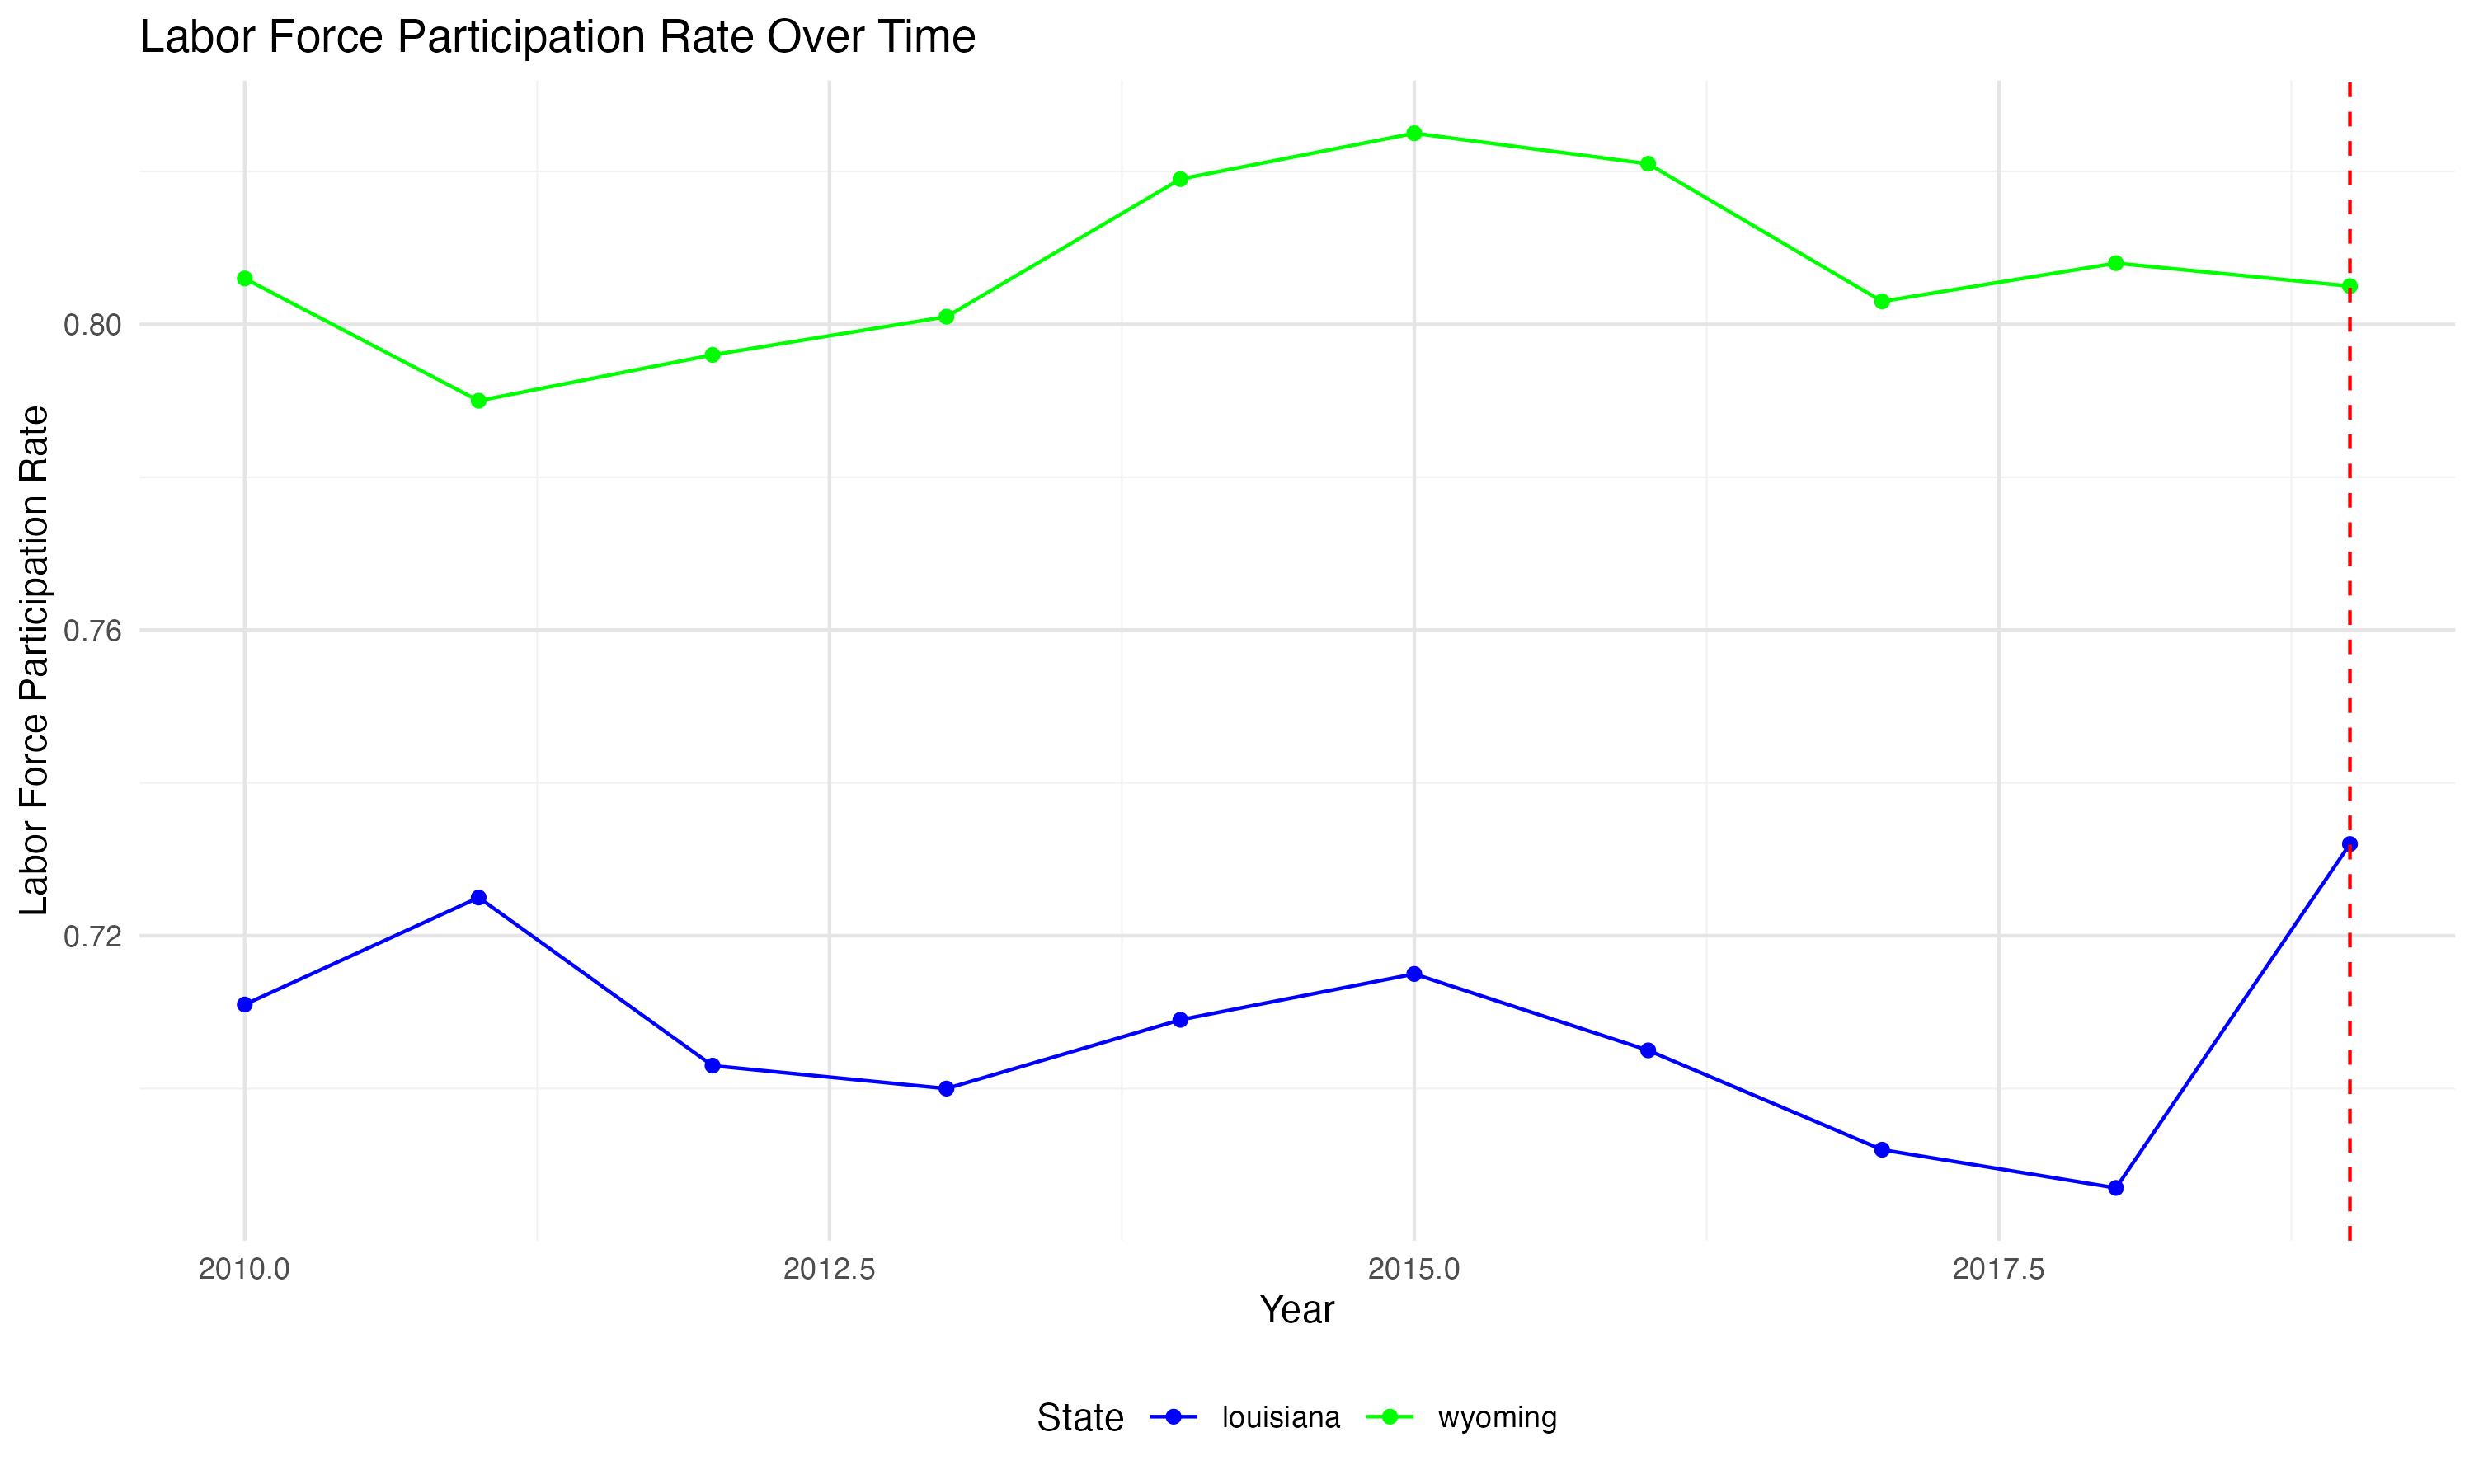 Labor Force Participation Rate Over Time
Labor Force Participation Rate
0.80
0.76
0.72
2010.0 2012.5 2015.0 2017.5
Year
State louisiana wyoming